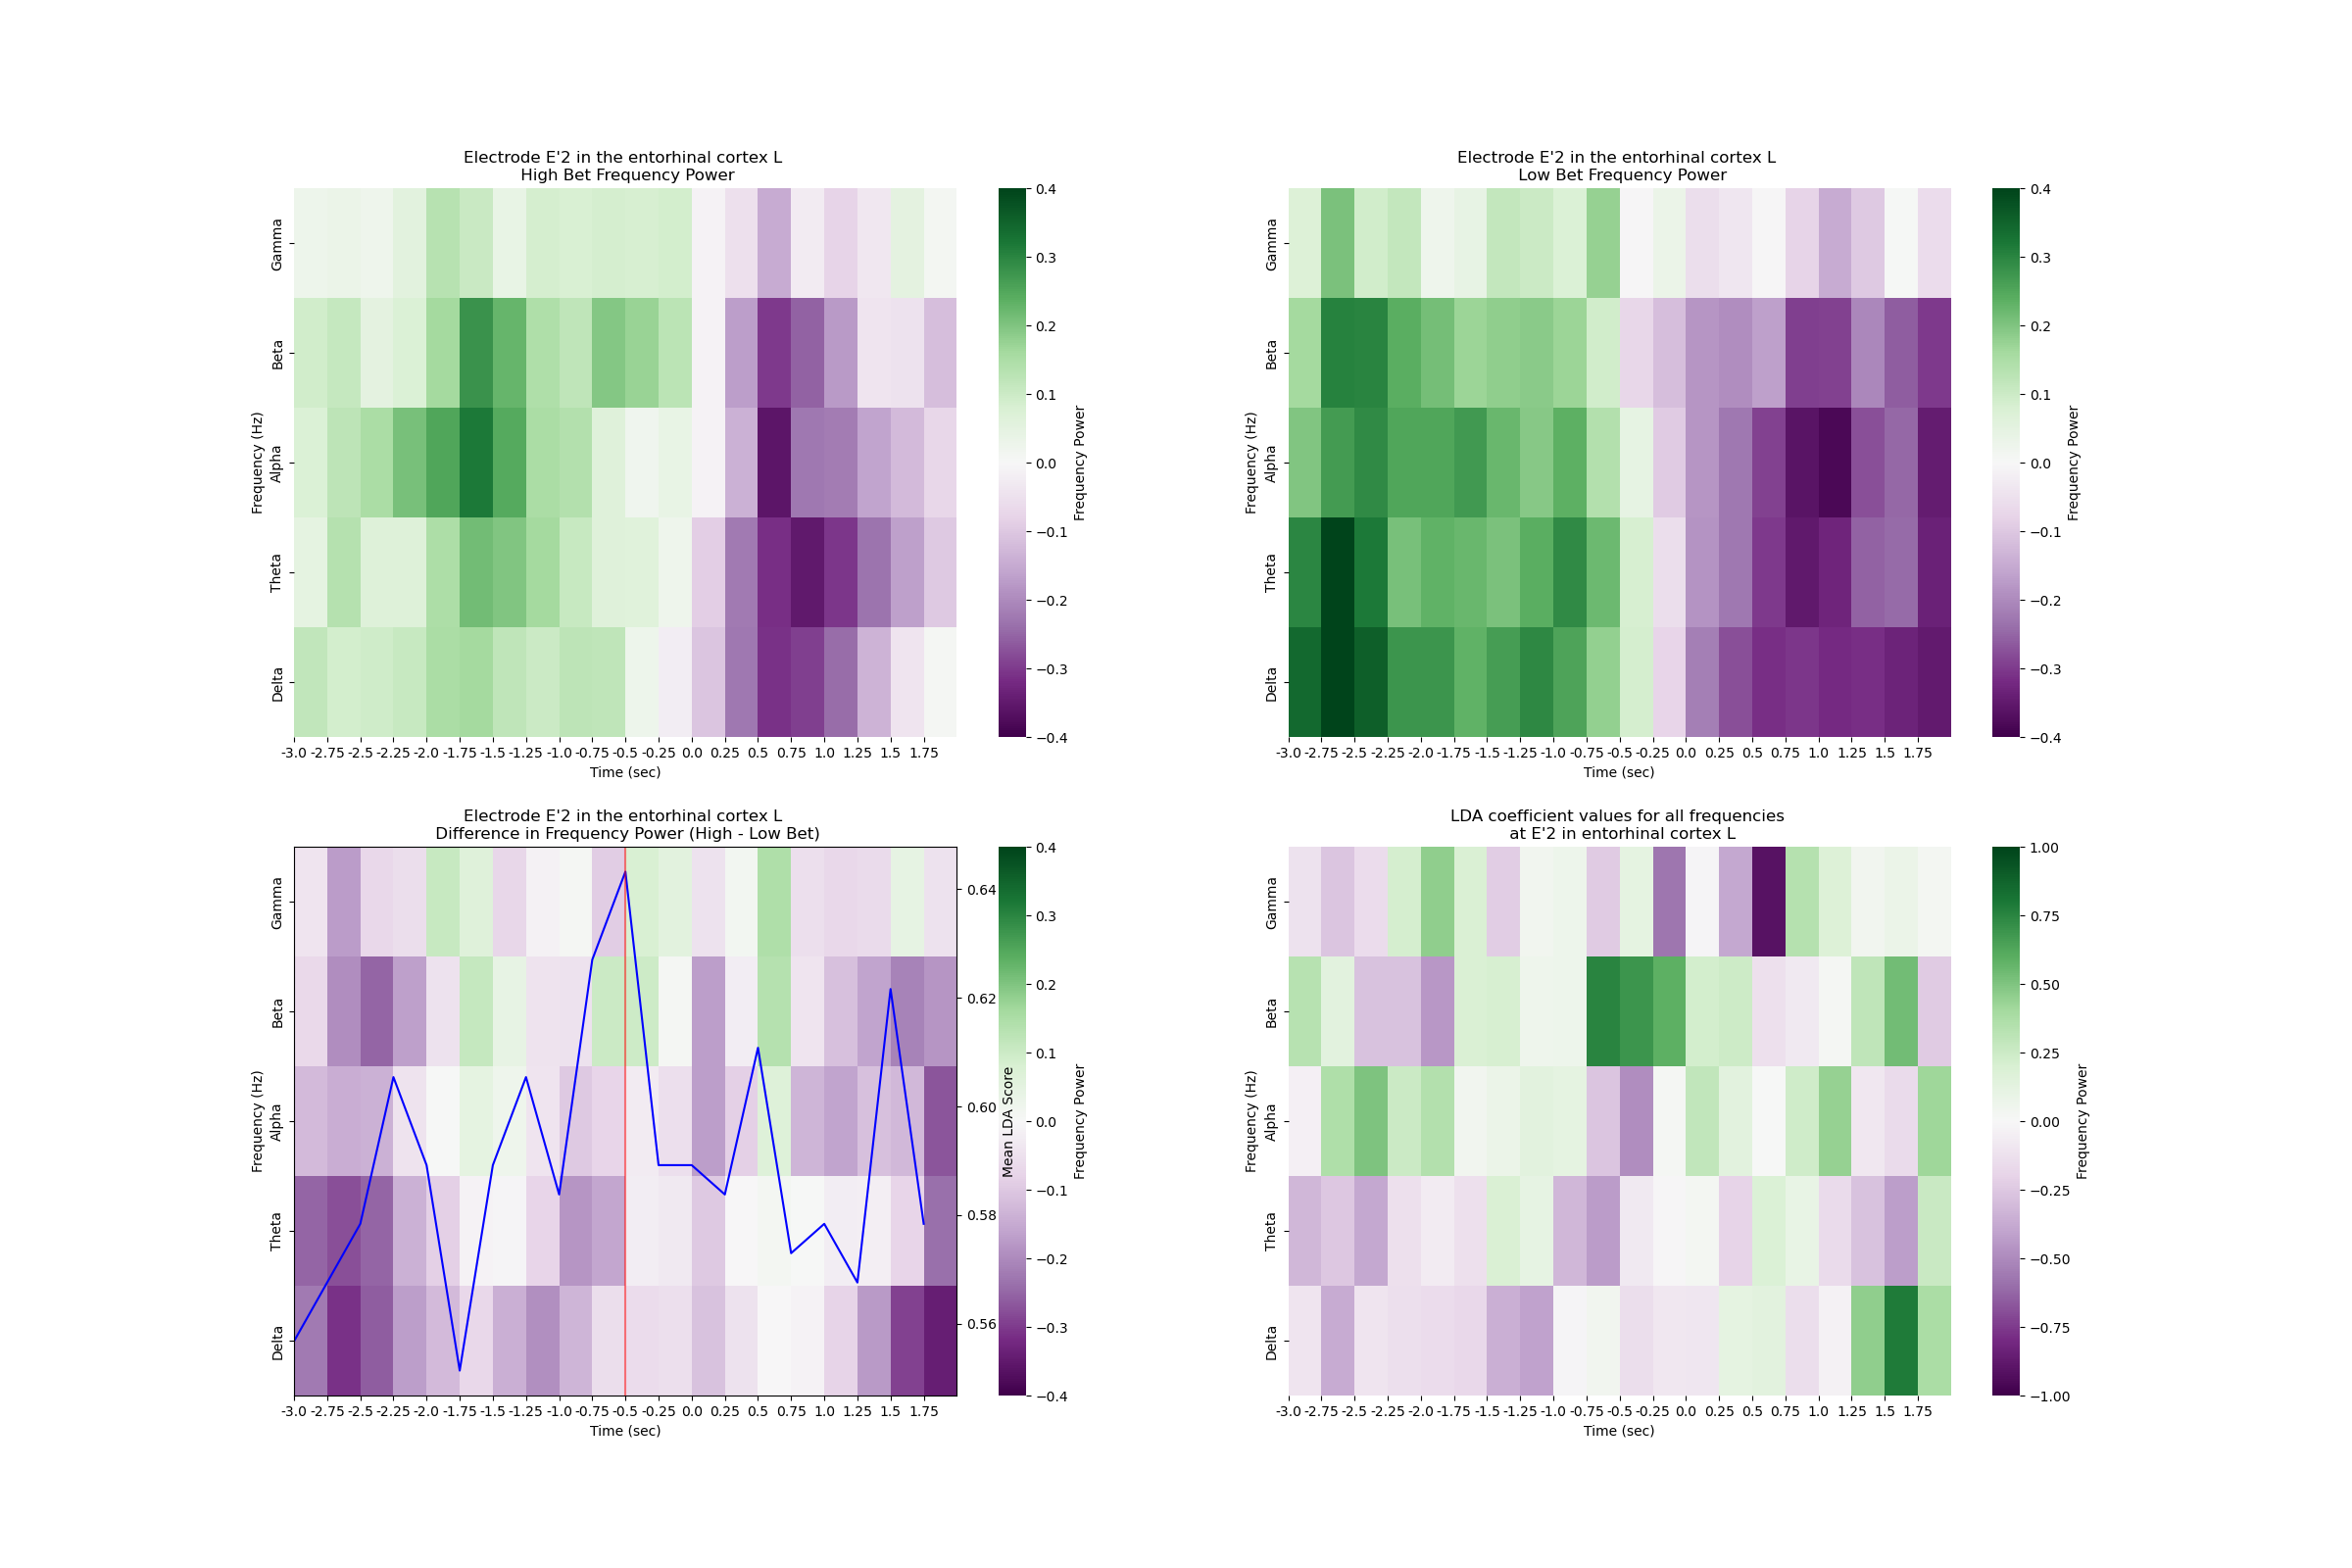 Electrode E'2 in the entorhinal cortex L
High Bet Frequency Power
Gamma
Beta
Alpha
Theta
Delta
Frequency (Hz)
-3.0 -2.75 -2.5 -2.25 -2.0 -1.75 -1.5 -1.25 -1.0 -0.75 -0.5 -0.25 0.0 0.25 0.5 0.75 1.0 1.25 1.5 1.75
Time (sec)
0.4
0.3
0.2
0.1
0.0
−0.1
−0.2
−0.3
−0.4
Frequency Power
Electrode E'2 in the entorhinal cortex L
Low Bet Frequency Power
Gamma
Beta
Alpha
Theta
Delta
Frequency (Hz)
-3.0 -2.75 -2.5 -2.25 -2.0 -1.75 -1.5 -1.25 -1.0 -0.75 -0.5 -0.25 0.0 0.25 0.5 0.75 1.0 1.25 1.5 1.75
Time (sec)
0.4
0.3
0.2
0.1
0.0
−0.1
−0.2
−0.3
−0.4
Frequency Power
Electrode E'2 in the entorhinal cortex L
Difference in Frequency Power (High - Low Bet)
Gamma
Beta
Alpha
Theta
Delta
Frequency (Hz)
-3.0 -2.75 -2.5 -2.25 -2.0 -1.75 -1.5 -1.25 -1.0 -0.75 -0.5 -0.25 0.0 0.25 0.5 0.75 1.0 1.25 1.5 1.75
Time (sec)
0.64
0.62
0.60
0.58
0.56
Mean LDA Score
0.4
0.3
0.2
0.1
0.0
−0.1
−0.2
−0.3
−0.4
Frequency Power
LDA coefficient values for all frequencies
at E'2 in entorhinal cortex L
Gamma
Beta
Alpha
Theta
Delta
Frequency (Hz)
-3.0 -2.75 -2.5 -2.25 -2.0 -1.75 -1.5 -1.25 -1.0 -0.75 -0.5 -0.25 0.0 0.25 0.5 0.75 1.0 1.25 1.5 1.75
Time (sec)
1.00
0.75
0.50
0.25
0.00
−0.25
−0.50
−0.75
−1.00
Frequency Power